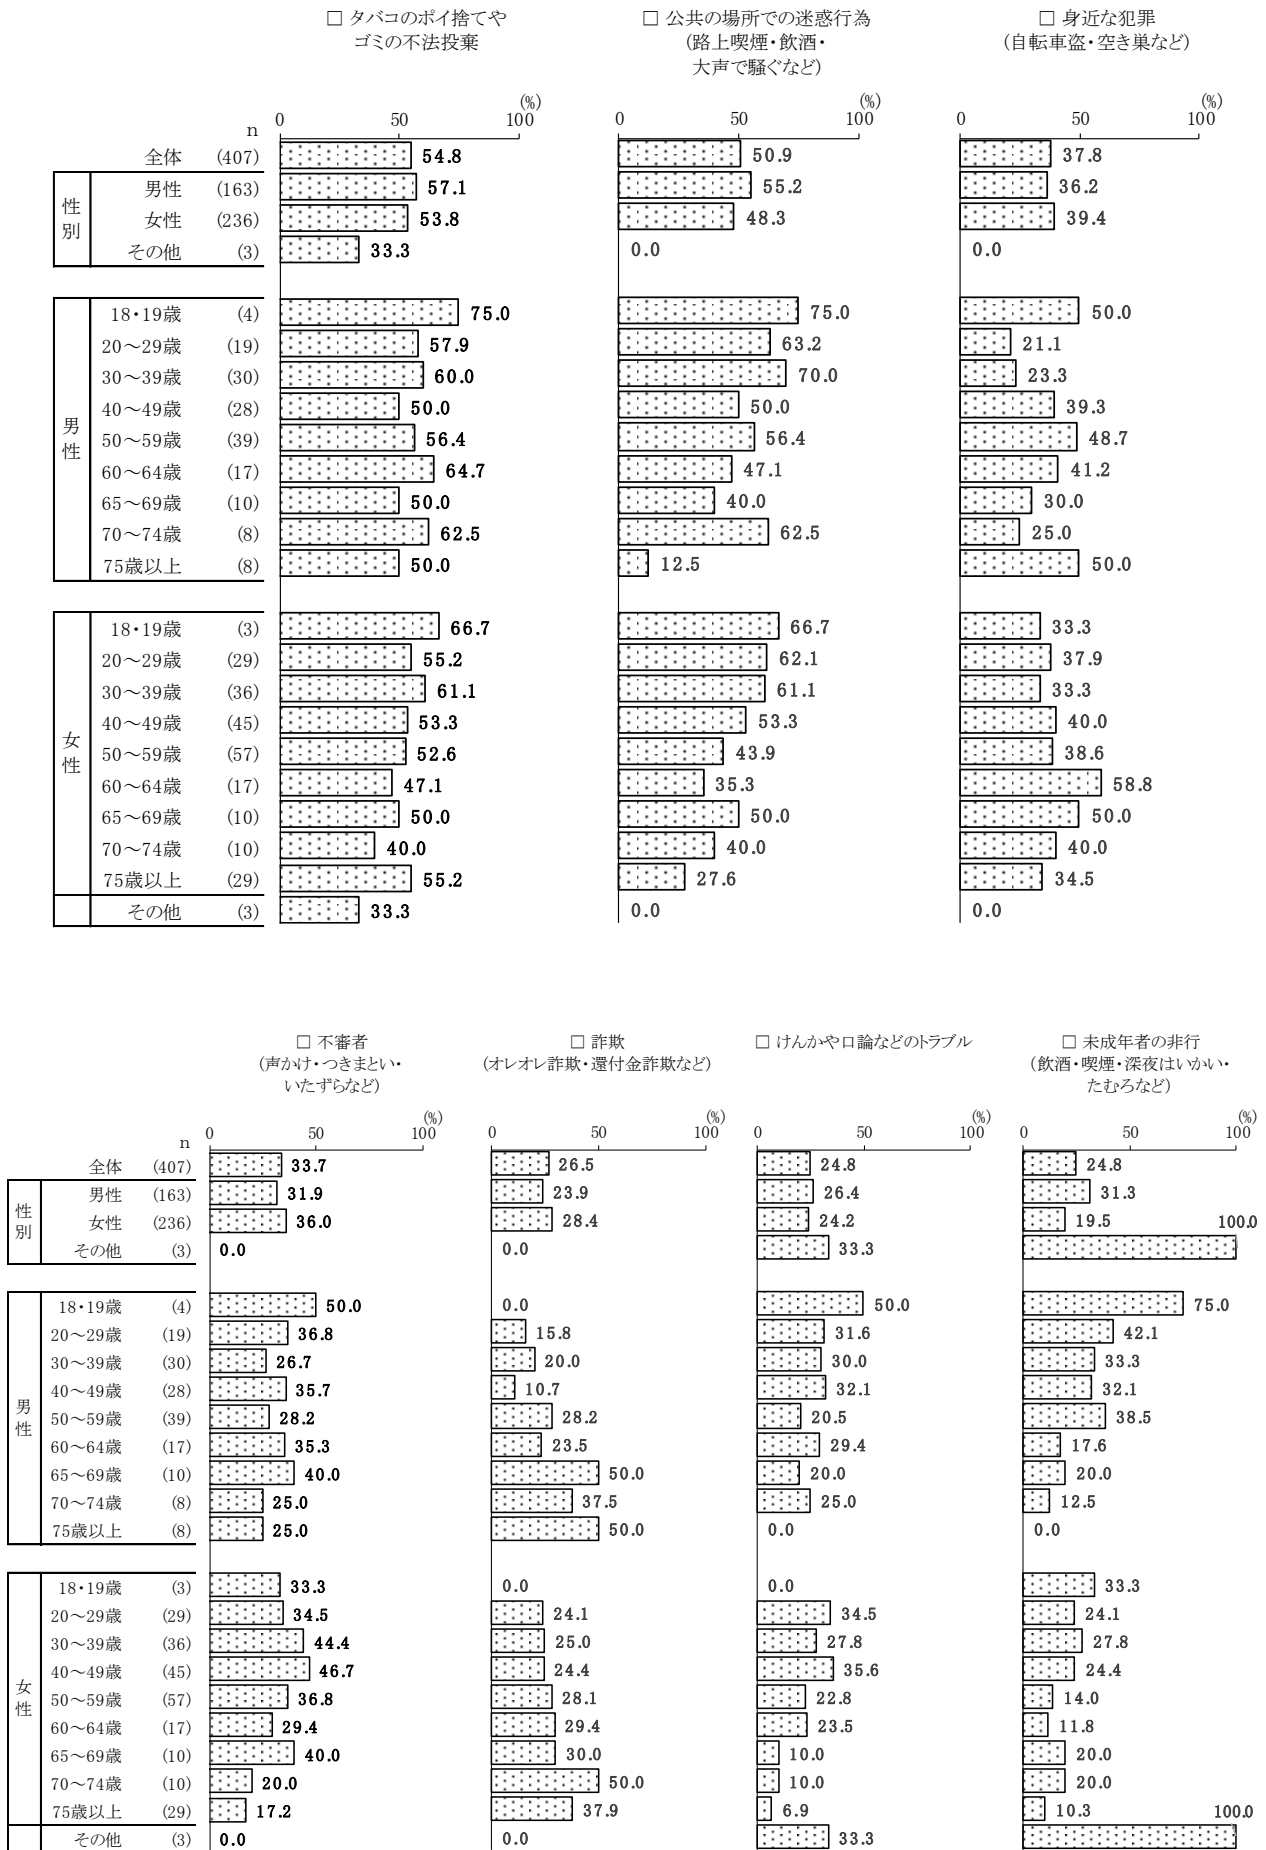 □ タバコのポイ捨てや
ゴミの不法投棄
□ 公共の場所での迷惑行為
(路上喫煙・飲酒・
大声で騒ぐなど)
□ 身近な犯罪
(自転車盗・空き巣など)
(%) (%) (%)
n 0 50 100 0 50 100 0 50 100
全体 (407) 54.8 50.9 37.8
性別
男性 (163) 57.1 55.2 36.2
女性 (236) 53.8 48.3 39.4
その他 (3) 33.3 0.0 0.0
男性
18・19歳 (4) 75.0 75.0 50.0
20～29歳 (19) 57.9 63.2 21.1
30～39歳 (30) 60.0 70.0 23.3
40～49歳 (28) 50.0 50.0 39.3
50～59歳 (39) 56.4 56.4 48.7
60～64歳 (17) 64.7 47.1 41.2
65～69歳 (10) 50.0 40.0 30.0
70～74歳 (8) 62.5 62.5 25.0
75歳以上 (8) 50.0 12.5 50.0
女性
18・19歳 (3) 66.7 66.7 33.3
20～29歳 (29) 55.2 62.1 37.9
30～39歳 (36) 61.1 61.1 33.3
40～49歳 (45) 53.3 53.3 40.0
50～59歳 (57) 52.6 43.9 38.6
60～64歳 (17) 47.1 35.3 58.8
65～69歳 (10) 50.0 50.0 50.0
70～74歳 (10) 40.0 40.0 40.0
75歳以上 (29) 55.2 27.6 34.5
その他 (3) 33.3 0.0 0.0
□ 不審者
(声かけ・つきまとい・
いたずらなど)
□ 詐欺
(オレオレ詐欺・還付金詐欺など)
□ けんかや口論などのトラブル
□ 未成年者の非行
(飲酒・喫煙・深夜はいかい・
たむろなど)
(%) (%) (%) (%)
n 0 50 100 0 50 100 0 50 100 0 50 100
全体 (407) 33.7 26.5 24.8 24.8
性別
男性 (163) 31.9 23.9 26.4 31.3
女性 (236) 36.0 28.4 24.2 19.5
その他 (3) 0.0 0.0 33.3 100.0
男性
18・19歳 (4) 50.0 0.0 50.0 75.0
20～29歳 (19) 36.8 15.8 31.6 42.1
30～39歳 (30) 26.7 20.0 30.0 33.3
40～49歳 (28) 35.7 10.7 32.1 32.1
50～59歳 (39) 28.2 28.2 20.5 38.5
60～64歳 (17) 35.3 23.5 29.4 17.6
65～69歳 (10) 40.0 50.0 20.0 20.0
70～74歳 (8) 25.0 37.5 25.0 12.5
75歳以上 (8) 25.0 50.0 0.0 0.0
女性
18・19歳 (3) 33.3 0.0 0.0 33.3
20～29歳 (29) 34.5 24.1 34.5 24.1
30～39歳 (36) 44.4 25.0 27.8 27.8
40～49歳 (45) 46.7 24.4 35.6 24.4
50～59歳 (57) 36.8 28.1 22.8 14.0
60～64歳 (17) 29.4 29.4 23.5 11.8
65～69歳 (10) 40.0 30.0 10.0 20.0
70～74歳 (10) 20.0 50.0 10.0 20.0
75歳以上 (29) 17.2 37.9 6.9 10.3
その他 (3) 0.0 0.0 33.3 100.0